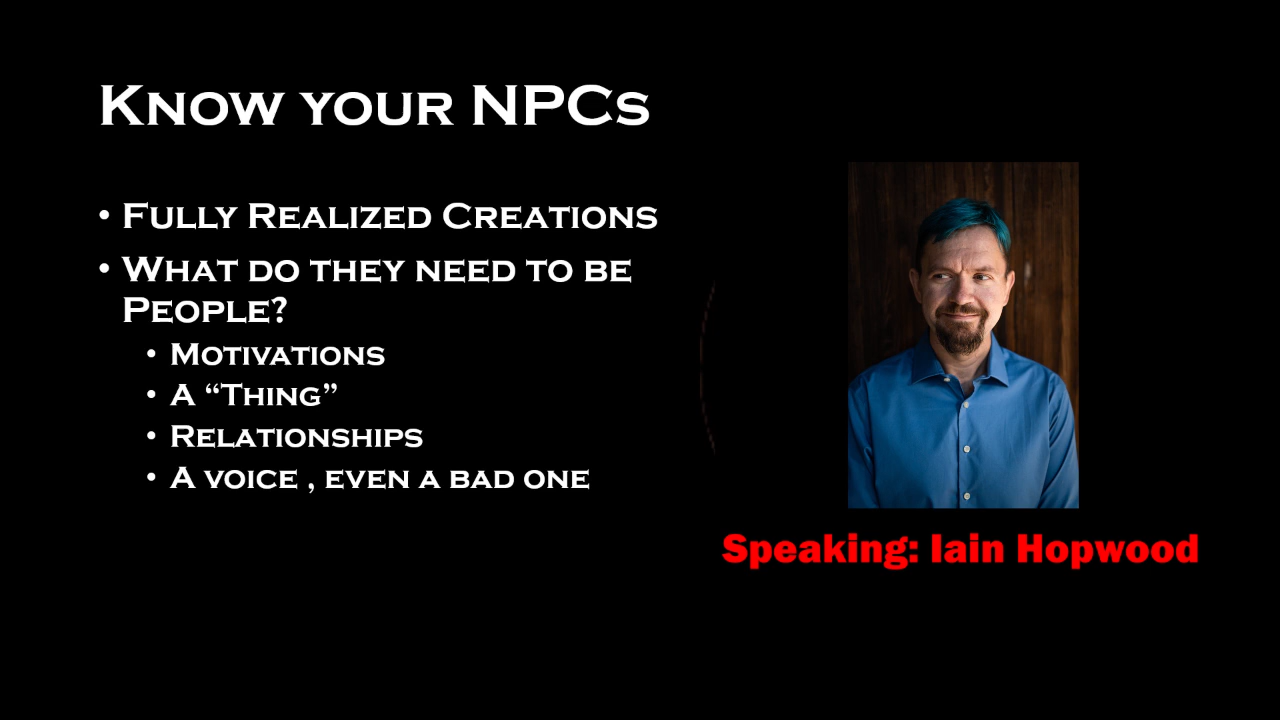 Know your NPCs
• Fully Realized Creations
• What do they need to be
People?
• Motivations
• A “Thing”
• Relationships
• A voice , even a bad one
Speaking: Iain Hopwood